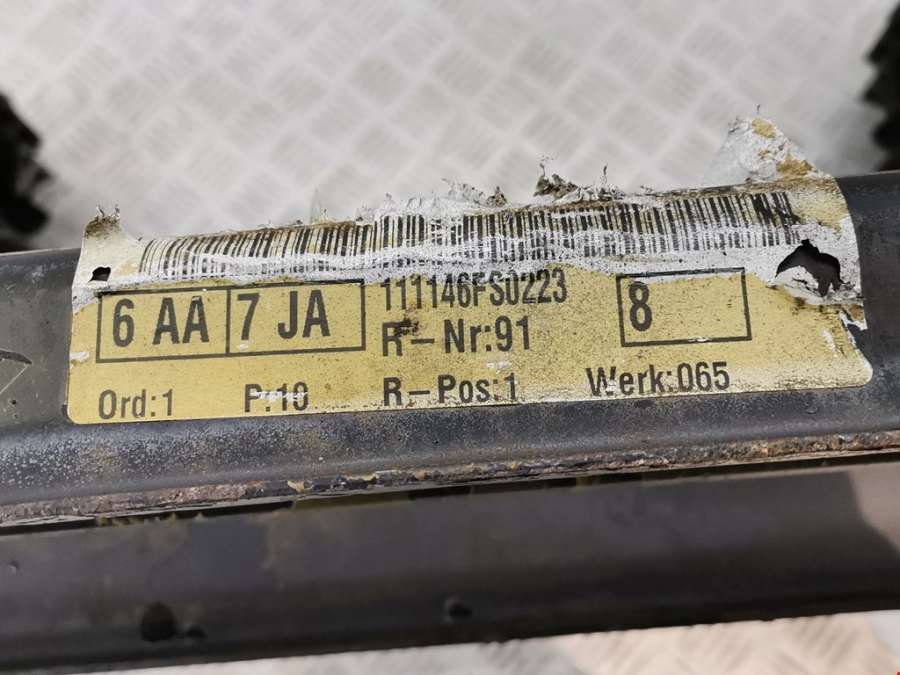 6 AA 7 JA 111146FS0223 8
R-Nr:91
Ord:1 P:10 R-Pos:1 Werk:065